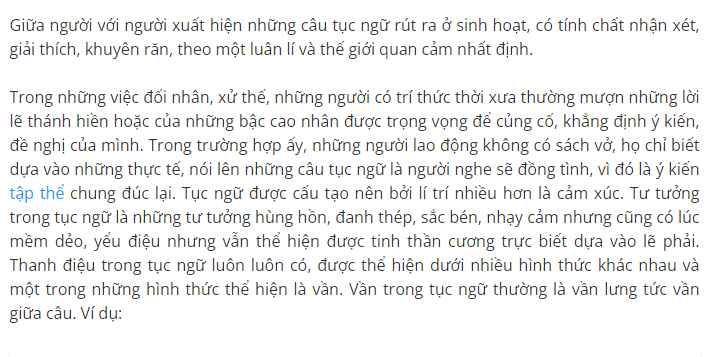 Giữa người với người xuất hiện những câu tục ngữ rút ra ở sinh hoạt, có tính chất nhận xét,
giải thích, khuyên răn, theo một luân lí và thế giới quan cảm nhất định.
Trong những việc đối nhân, xử thế, những người có trí thức thời xưa thường mượn những lời
lẽ thánh hiền hoặc của những bậc cao nhân được trọng vọng để củng cố, khẳng định ý kiến,
đề nghị của mình. Trong trường hợp ấy, những người lao động không có sách vở, họ chỉ biết
dựa vào những thực tế, nói lên những câu tục ngữ là người nghe sẽ đồng tình, vì đó là ý kiến
tập thể chung đúc lại. Tục ngữ được cấu tạo nên bởi lí trí nhiều hơn là cảm xúc. Tư tưởng
trong tục ngữ là những tư tưởng hùng hồn, đanh thép, sắc bén, nhạy cảm nhưng cũng có lúc
mềm dẻo, yểu điệu nhưng vẫn thể hiện được tinh thần cương trực biết dựa vào lẽ phải.
Thanh điệu trong tục ngữ luôn luôn có, được thể hiện dưới nhiều hình thức khác nhau và
một trong những hình thức thể hiện là vần. Vần trong tục ngữ thường là vần lưng tức vần
giữa câu. Ví dụ: